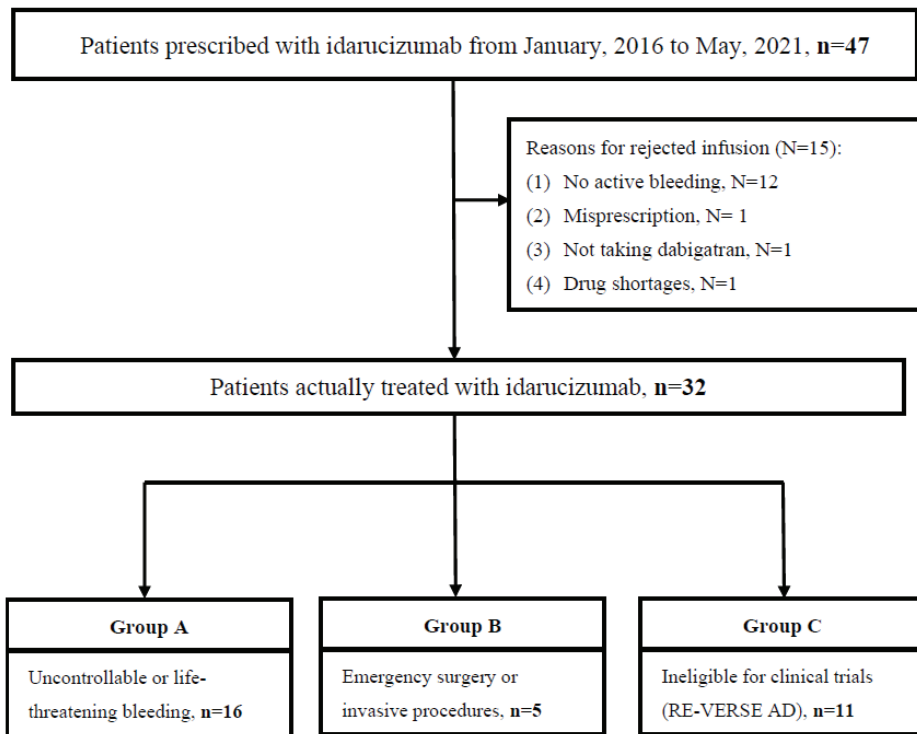 Patients prescribed with idarucizumab from January, 2016 to May, 2021, n=47
Reasons for rejected infusion (N=15):
(1) No active bleeding, N=12
(2) Misprescription, N= 1
(3) Not taking dabigatran, N=1
(4) Drug shortages, N=1
Patients actually treated with idarucizumab, n=32
Group A
Uncontrollable or life-
threatening bleeding, n=16
Group B
Emergency surgery or
invasive procedures, n=5
Group C
Ineligible for clinical trials
(RE-VERSE AD), n=11